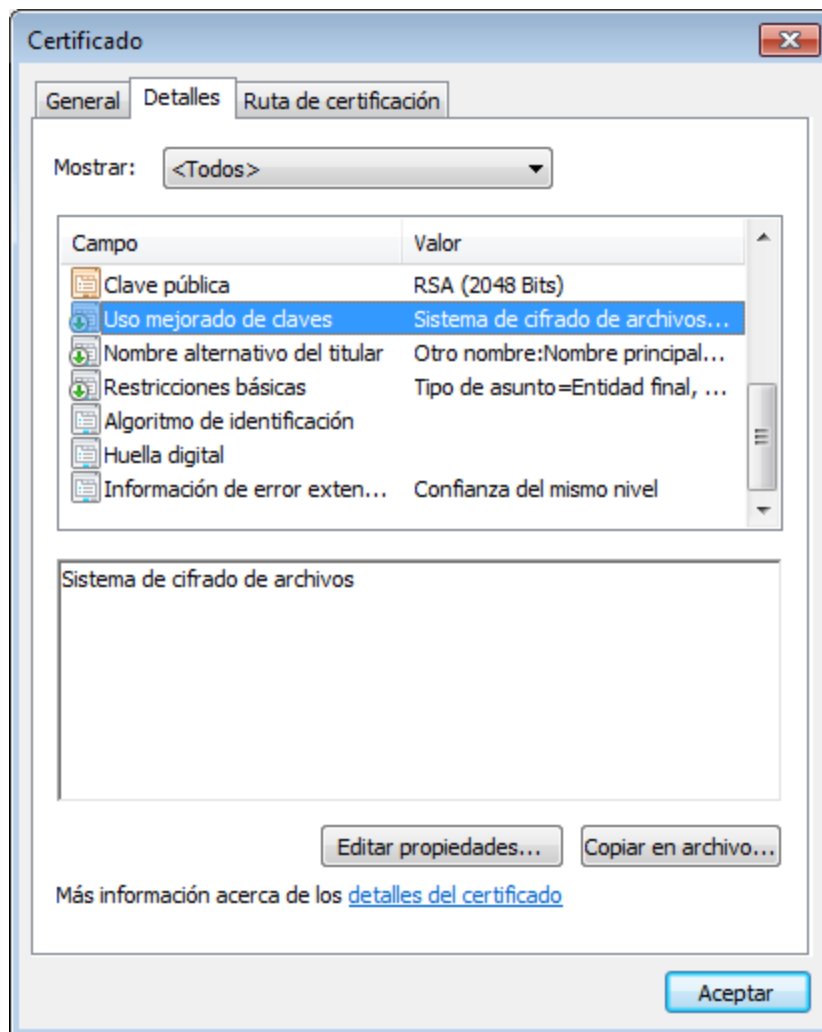 Certificado
General Detalles Ruta de certificación
Mostrar: <Todos>
Campo Valor
Clave pública RSA (2048 Bits)
Uso mejorado de claves Sistema de cifrado de archivos...
Nombre alternativo del titular Otro nombre:Nombre principal...
Restricciones básicas Tipo de asunto=Entidad final, ...
Algoritmo de identificación
Huella digital
Información de error exten... Confianza del mismo nivel
Sistema de cifrado de archivos
Editar propiedades... Copiar en archivo...
Más información acerca de los detalles del certificado
Aceptar